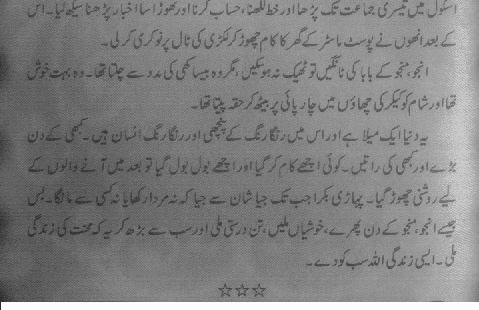 اسکول میں تیسری جماعت تک پڑھا اور خط لکھنا، حساب کرنا اور تھوڑا سا اخبار پڑھنا سیکھ لیا۔ اس
کے بعد انھوں نے پوسٹ ماسٹر کے گھر کا کام چھوڑ کر لکڑی کی ٹال پر نوکری کر لی۔
انجو، منجو کے بابا کی ٹانگیں تو ٹھیک نہ ہوسکیں، مگر وہ بیساکھی کی مدد سے چلتا تھا۔ وہ بہت خوش
تھا اور شام کو کیکر کی چھاؤں میں چارپائی پر بیٹھ کر حقہ پیتا تھا۔
یہ دنیا ایک میلا ہے اور اس میں رنگا رنگ کے پنچھی اور رنگا رنگ انسان ہیں۔ کبھی کے دن
بڑے اور کبھی کی راتیں۔ کوئی اچھے کام کر گیا اور اچھے بول بول گیا تو بعد میں آنے والوں کے
لیے روشنی چھوڑ گیا۔ پہاڑی بکرا جب تک جیا شان سے جیا کہ نہ مردار کھایا نہ کسی سے مانگا۔ بس
جیسے انجو، منجو کے دن پھرے، خوشیاں ملیں، تن درستی ملی اور سب سے بڑھ کر یہ کہ محنت کی زندگی
ملی۔ ایسی زندگی اللہ سب کو دے۔
☆☆☆